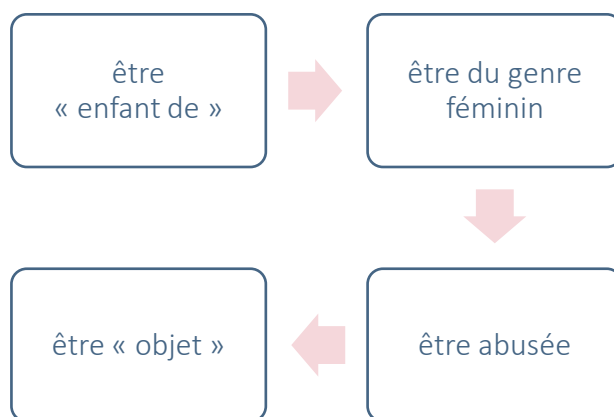 être
« enfant de »
être du genre
féminin
être abusée
être « objet »